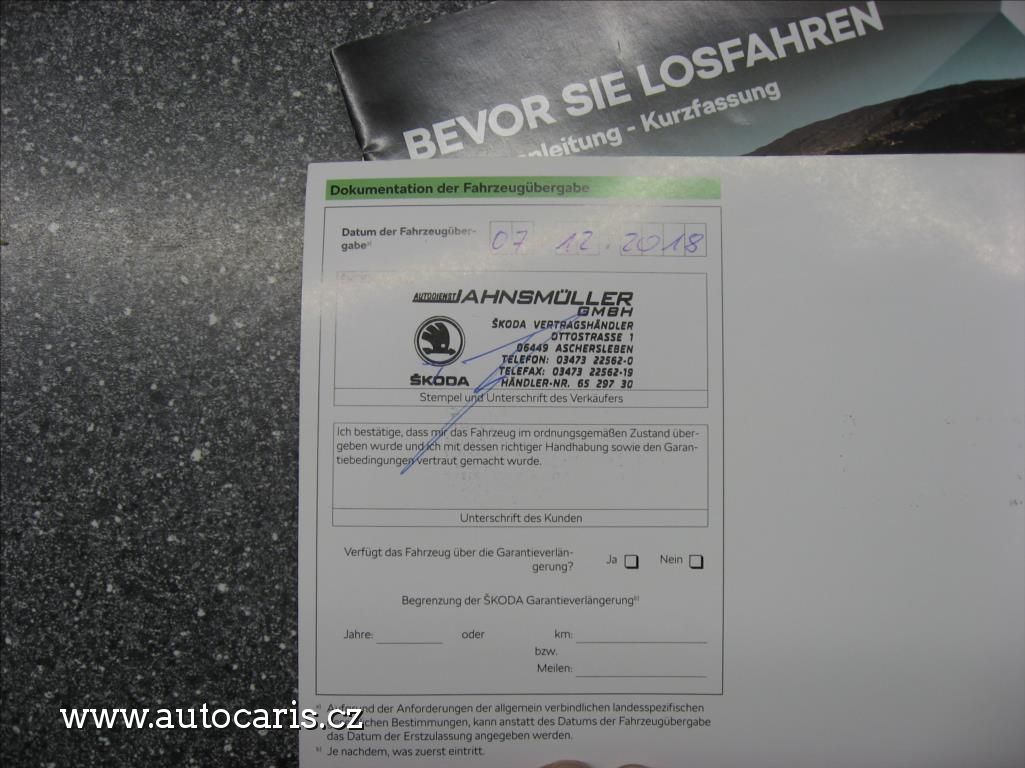 BEVOR SIE LOSFAHREN
- Kurzfassung
Dokumentation der Fahrzeugübergabe
Datum der Fahrzeugüber-
gabe a)
07 12 . 2018
AUTODIENST JAHNSMÜLLER
GMBH
ŠKODA VERTRAGSHÄNDLER
OTTOSTRASSE 1
06449 ASCHERSLEBEN
TELEFON: 03473 22562-0
TELEFAX: 03473 22562-19
HÄNDLER-NR. 65 297 30
ŠKODA
Stempel und Unterschrift des Verkäufers
Ich bestätige, dass mir das Fahrzeug im ordnungsgemäßen Zustand über-
geben wurde und ich mit dessen richtiger Handhabung sowie den Garan-
tiebedingungen vertraut gemacht wurde.
Unterschrift des Kunden
Verfügt das Fahrzeug über die Garantieverlän-
gerung?
Ja Nein
Begrenzung der ŠKODA Garantieverlängerung b)
Jahre: oder km:
bzw.
Meilen:
a) Aufgrund der Anforderungen der allgemein verbindlichen landesspezifischen
Bestimmungen, kann anstatt des Datums der Fahrzeugübergabe
das Datum der Erstzulassung angegeben werden.
b) Je nachdem, was zuerst eintritt.
www.autocaris.cz